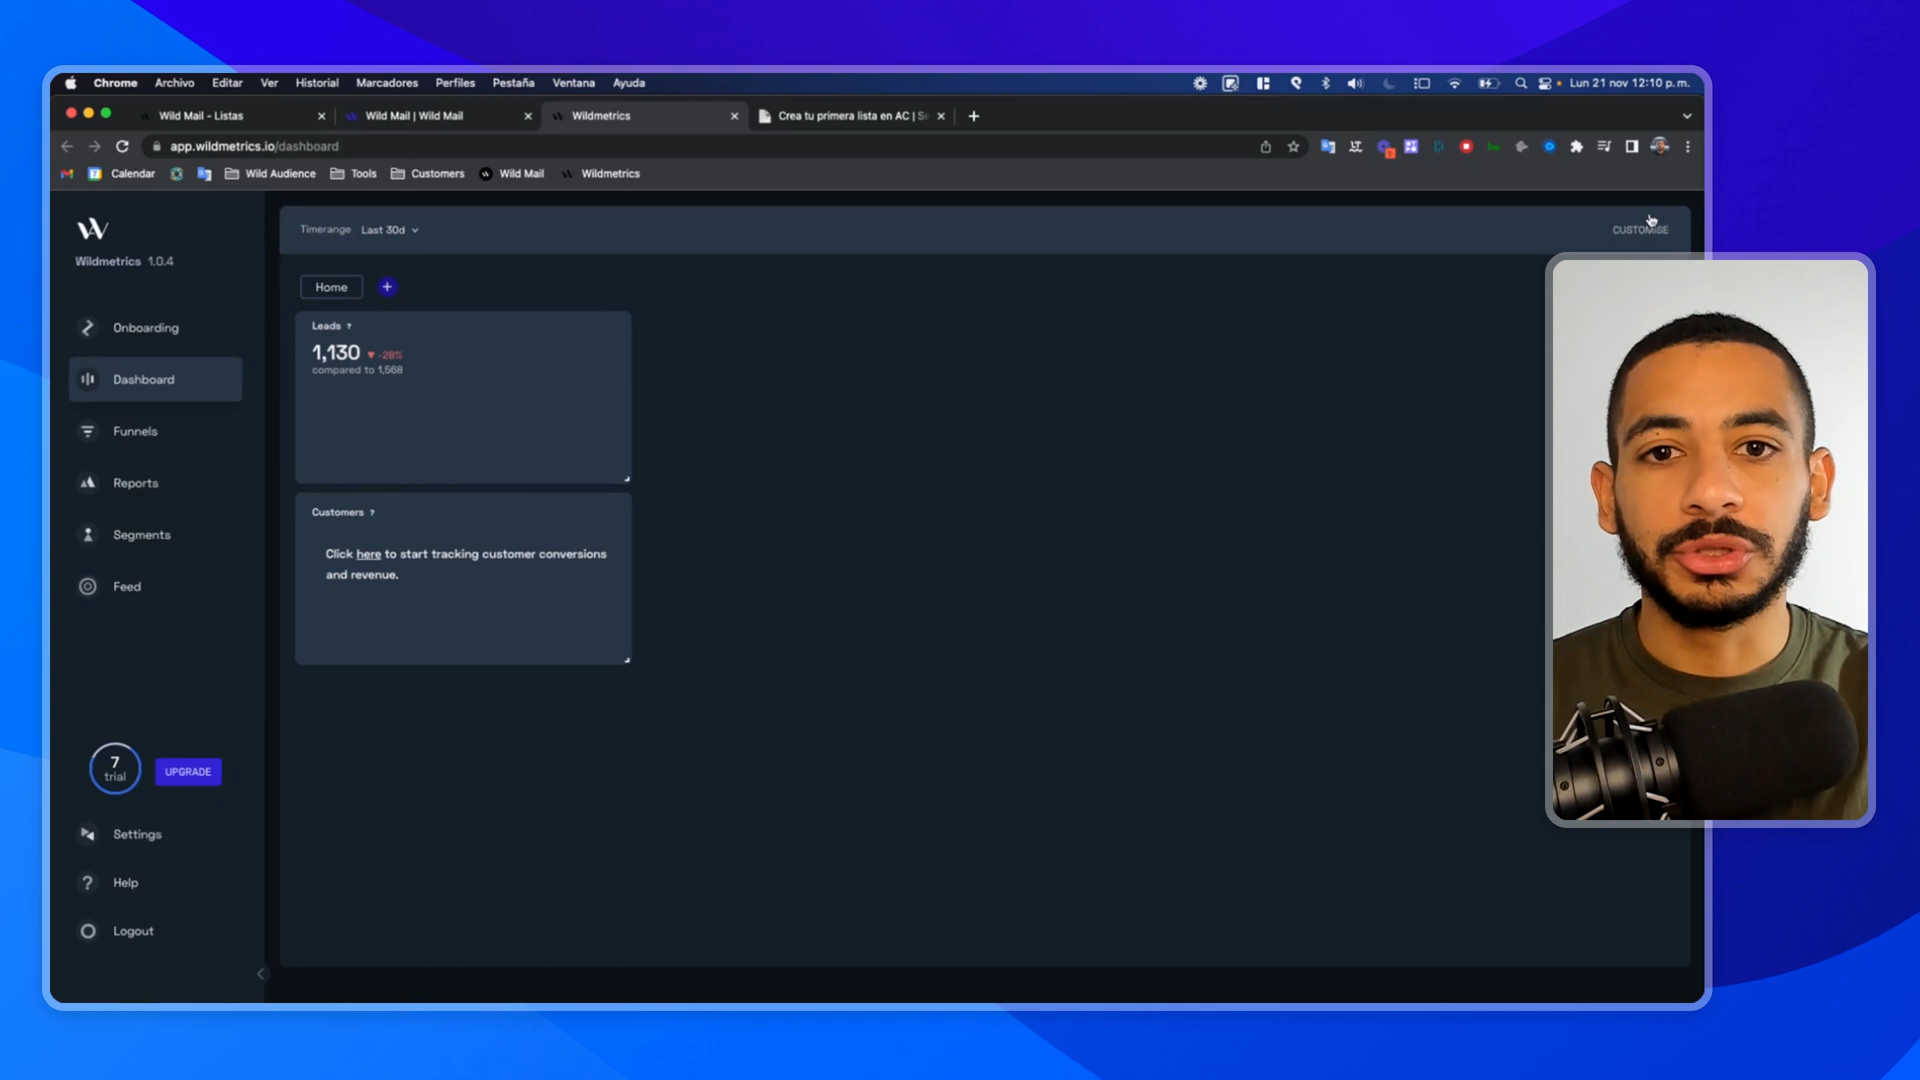 Chrome Archivo Editar Ver Historial Marcadores Perfiles Pestaña Ventana Ayuda
Lun 21 nov 12:10 p. m.
Wild Mail - Listas
Wild Mail | Wild Mail
Wildmetrics
Crea tu primera lista en AC |
app.wildmetrics.io/dashboard
Calendar Wild Audience Tools Customers Wild Mail Wildmetrics
Wildmetrics 1.0.4
Timerange Last 30d
CUSTOMISE
Home +
Leads ?
1,130 ▼ -28%
compared to 1,568
Customers ?
Click here to start tracking customer conversions
and revenue.
Onboarding
Dashboard
Funnels
Reports
Segments
Feed
7
trial
UPGRADE
Settings
Help
Logout